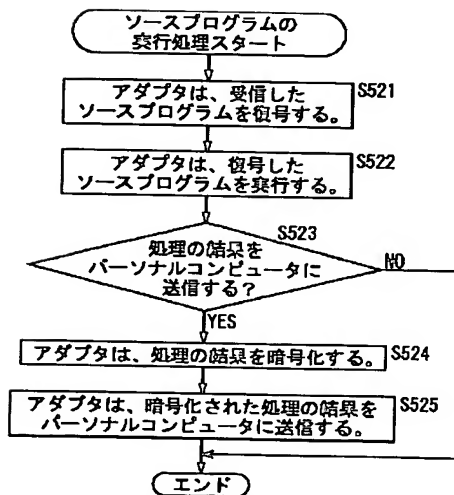 ソースプログラムの
実行処理スタート
アダプタは、受信した
ソースプログラムを復号する。
S521
アダプタは、復号した
ソースプログラムを実行する。
S522
S523
処理の結果を
パーソナルコンピュータに
送信する？
NO
YES
アダプタは、処理の結果を暗号化する。
S524
アダプタは、暗号化された処理の結果を
パーソナルコンピュータに送信する。
S525
エンド